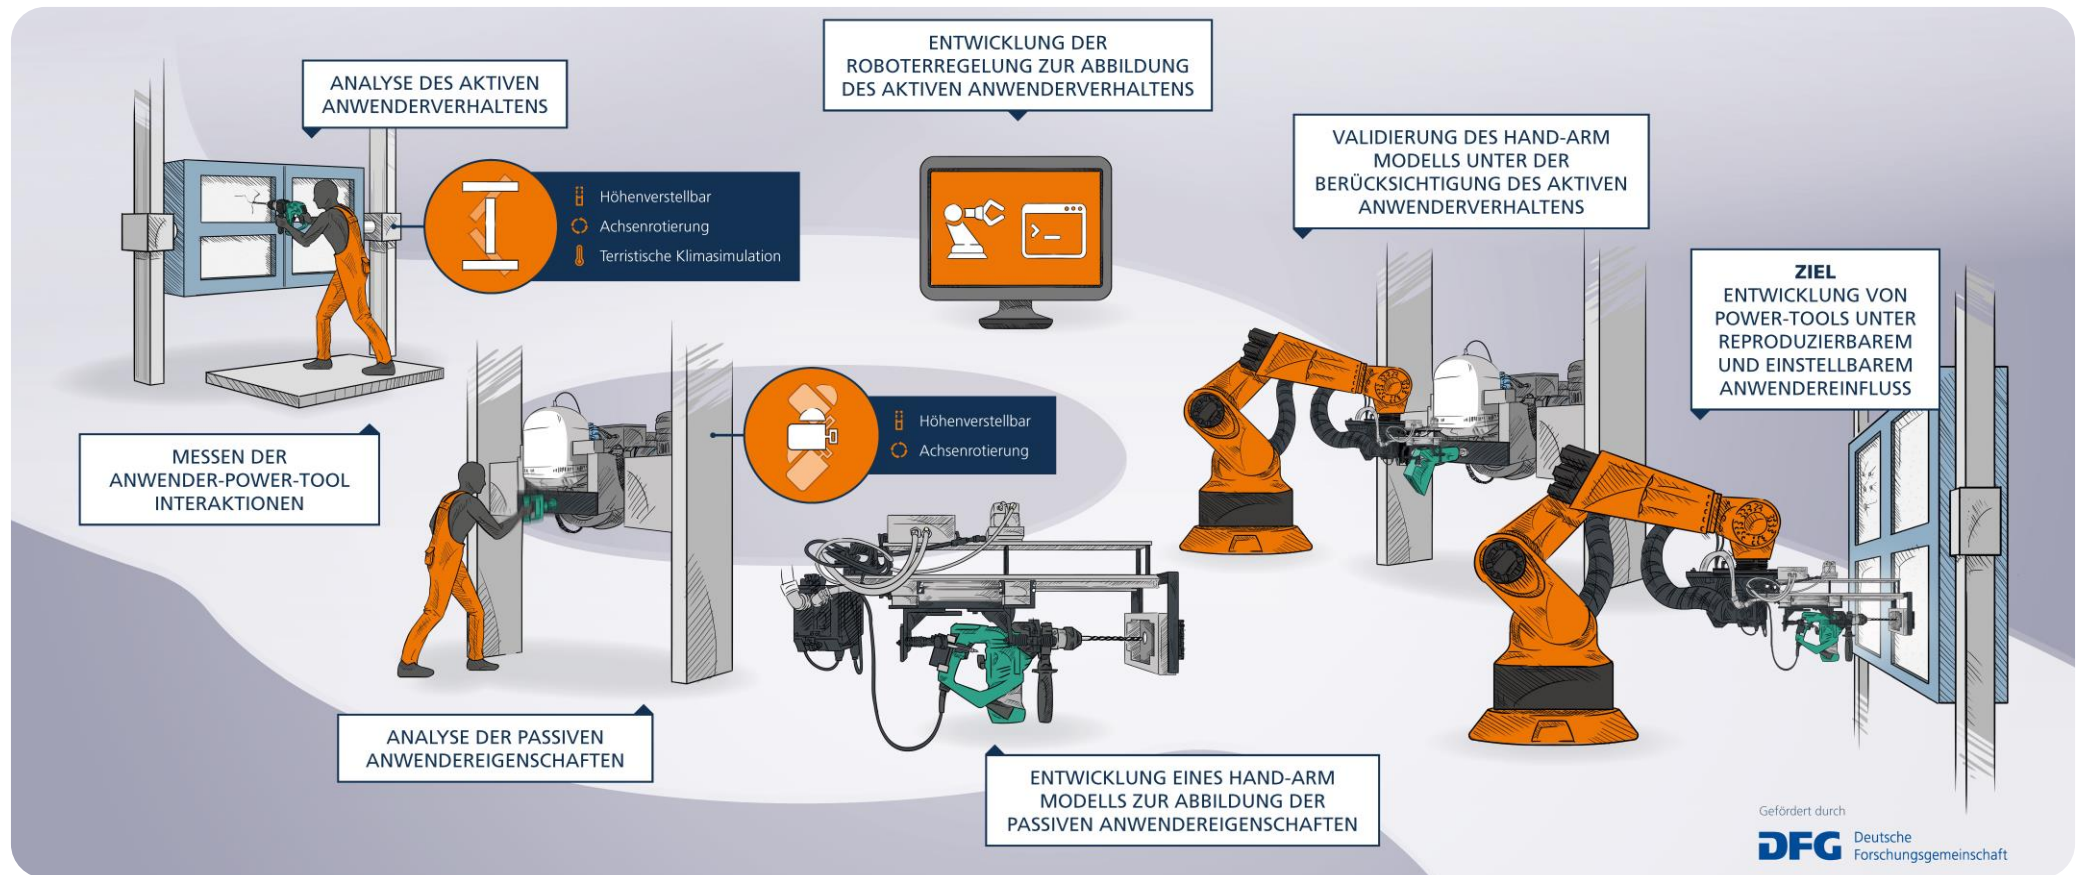 ANALYSE DES AKTIVEN
ANWENDERVERHALTENS
Höhenverstellbar
Achsenrotierung
Terristische Klimasimulation
MESSEN DER
ANWENDER-POWER-TOOL
INTERAKTIONEN
ANALYSE DER PASSIVEN
ANWENDEREIGENSCHAFTEN
Höhenverstellbar
Achsenrotierung
ENTWICKLUNG DER
ROBOTERREGELUNG ZUR ABBILDUNG
DES AKTIVEN ANWENDERVERHALTENS
ENTWICKLUNG EINES HAND-ARM
MODELLS ZUR ABBILDUNG DER
PASSIVEN ANWENDEREIGENSCHAFTEN
VALIDIERUNG DES HAND-ARM
MODELLS UNTER DER
BERÜCKSICHTIGUNG DES AKTIVEN
ANWENDERVERHALTENS
ZIEL
ENTWICKLUNG VON
POWER-TOOLS UNTER
REPRODUZIERBAREM
UND EINSTELLBAREM
ANWENDEREINFLUSS
Gefördert durch
DFG
Deutsche
Forschungsgemeinschaft